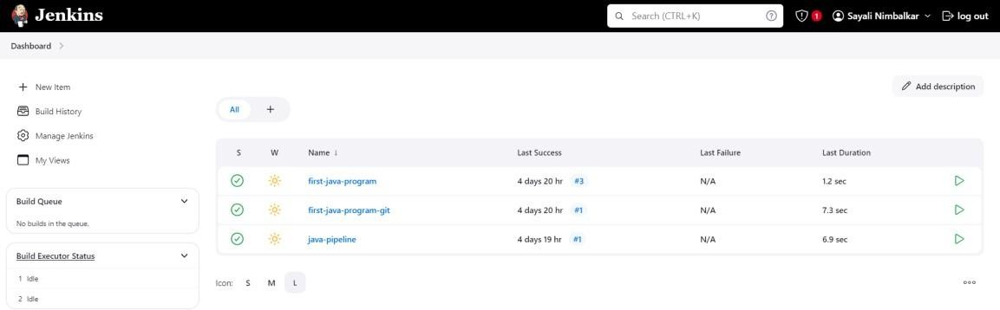 Jenkins
Search (CTRL+K) ? 1 Sayali Nimbalkar log out
Dashboard
New Item
Build History
Manage Jenkins
My Views
Build Queue
No builds in the queue.
Build Executor Status
1 Idle
2 Idle
Add description
All +
S W Name ↓ Last Success Last Failure Last Duration
first-java-program 4 days 20 hr #3 N/A 1.2 sec
first-java-program-git 4 days 20 hr #1 N/A 7.3 sec
java-pipeline 4 days 19 hr #1 N/A 6.9 sec
Icon: S M L